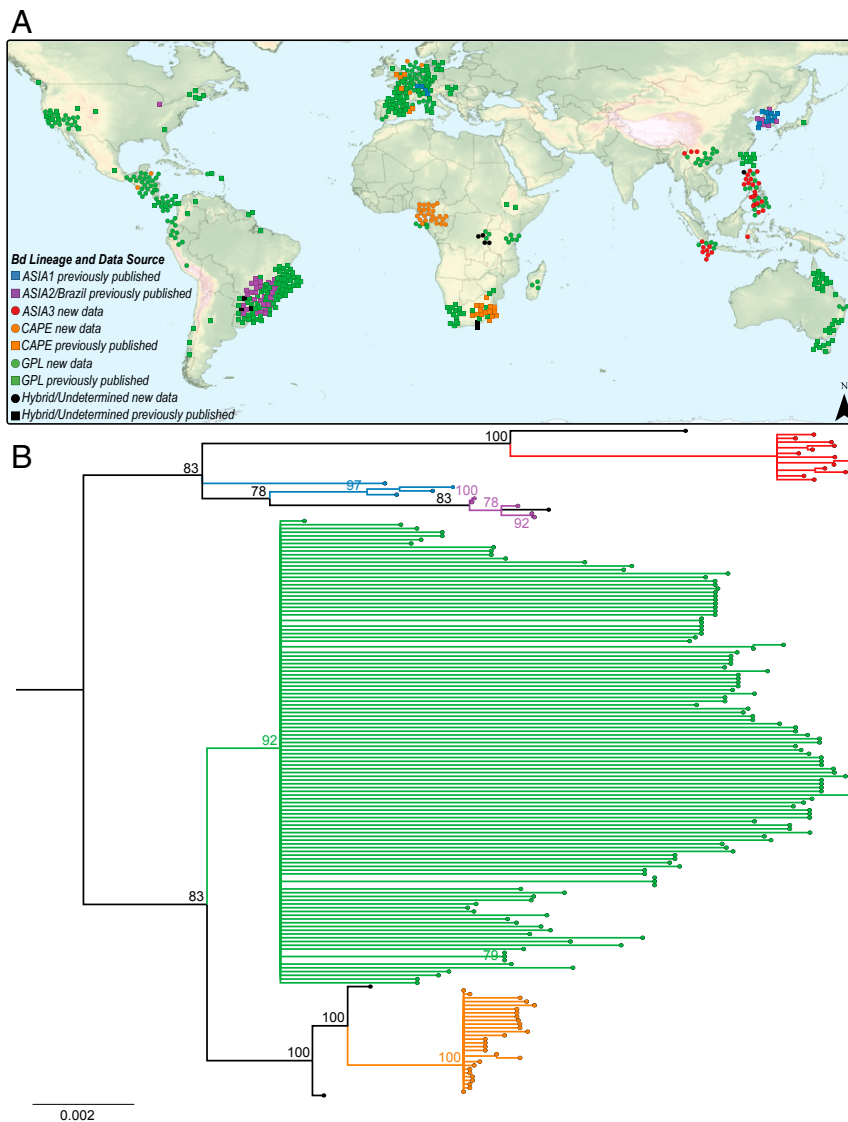 A
Bd Lineage and Data Source
ASIA1 previously published
ASIA2/Brazil previously published
ASIA3 new data
CAPE new data
CAPE previously published
GPL new data
GPL previously published
Hybrid/Undetermined new data
Hybrid/Undetermined previously published
N
B
100
83
97
100
78
83
78
92
92
83
79
100
100
100
0.002